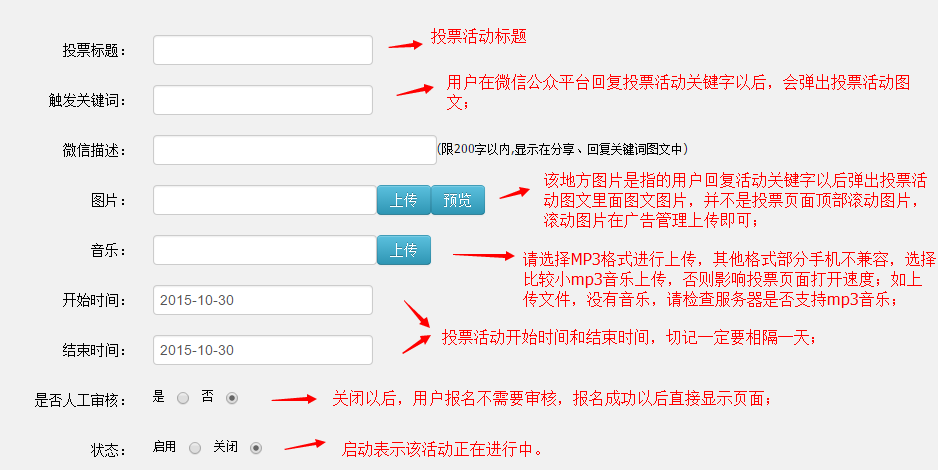 投票标题： 投票活动标题
触发关键词： 用户在微信公众平台回复投票活动关键字以后，会弹出投票活动图
文；
微信描述： (限200字以内,显示在分享、回复关键词图文中)
图片： 上传 预览 该地方图片是指的用户回复活动关键字以后弹出投票活
动图文里面图文图片，并不是投票页面顶部滚动图片，
滚动图片在广告管理上传即可；
音乐： 上传 请选择MP3格式进行上传，其他格式部分手机不兼容，选择
比较小mp3音乐上传，否则影响投票页面打开速度；如上
传文件，没有音乐，请检查服务器是否支持mp3音乐；
开始时间： 2015-10-30
投票活动开始时间和结束时间，切记一定要相隔一天；
结束时间： 2015-10-30
是否人工审核： 是 否 关闭以后，用户报名不需要审核，报名成功以后直接显示页面；
状态： 启用 关闭 启动表示该活动正在进行中。